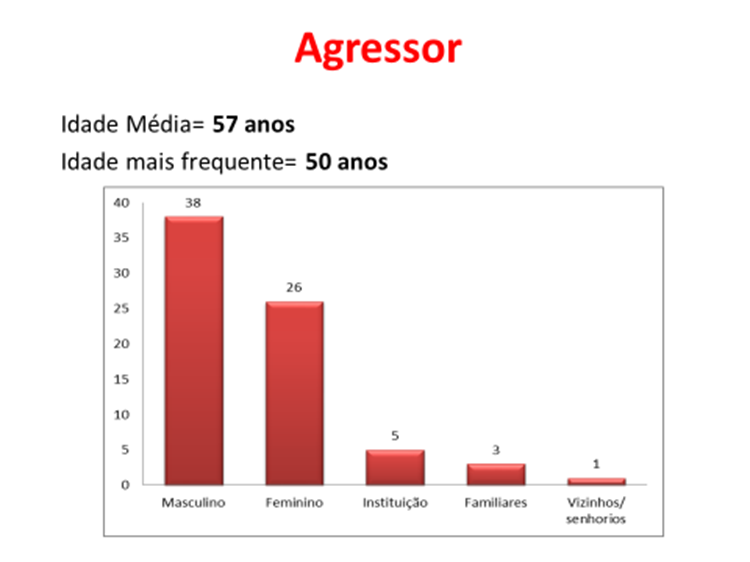 Agressor
Idade Média= 57 anos
Idade mais frequente= 50 anos
40
35
30
25
20
15
10
5
0
38
26
5
3
1
Masculino
Feminino
Instituição
Familiares
Vizinhos/
senhorios